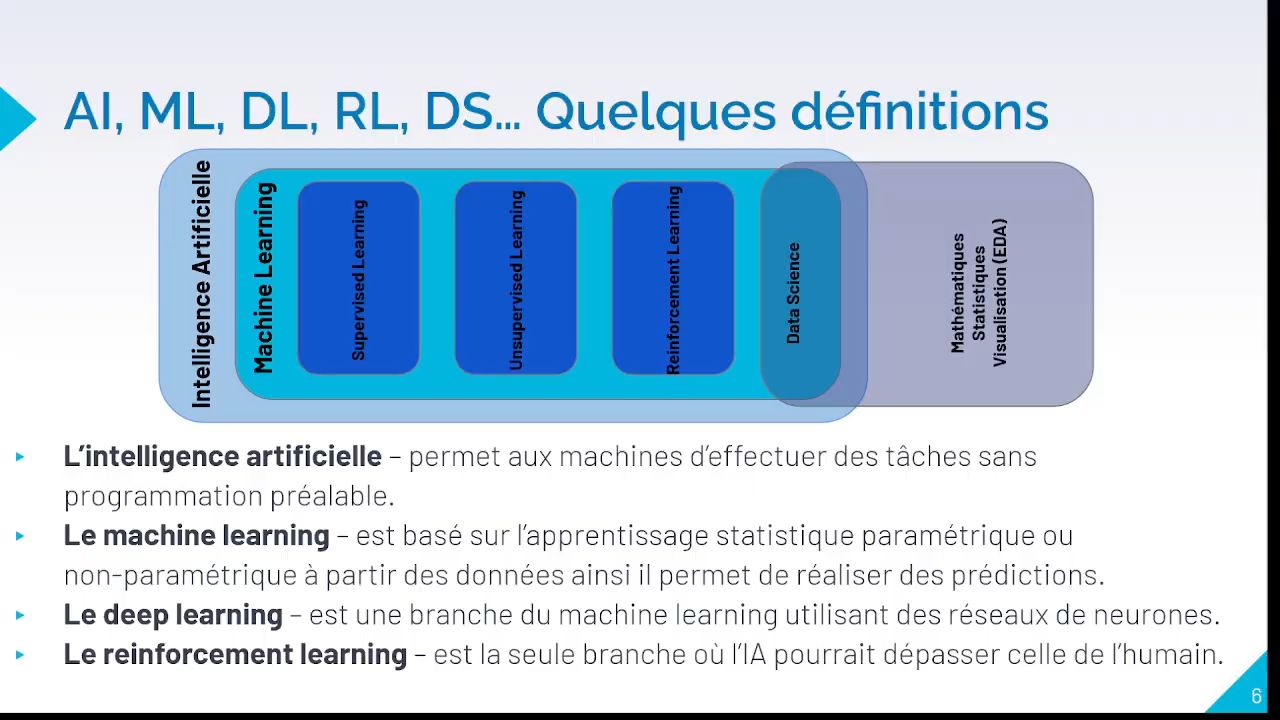 AI, ML, DL, RL, DS... Quelques définitions
Intelligence Artificielle
Machine Learning
Supervised Learning
Unsupervised Learning
Reinforcement Learning
Data Science
Mathématiques
Statistiques
Visualisation (EDA)
L’intelligence artificielle – permet aux machines d’effectuer des tâches sans
programmation préalable.
Le machine learning – est basé sur l’apprentissage statistique paramétrique ou
non-paramétrique à partir des données ainsi il permet de réaliser des prédictions.
Le deep learning – est une branche du machine learning utilisant des réseaux de neurones.
Le reinforcement learning – est la seule branche où l’IA pourrait dépasser celle de l’humain.
6